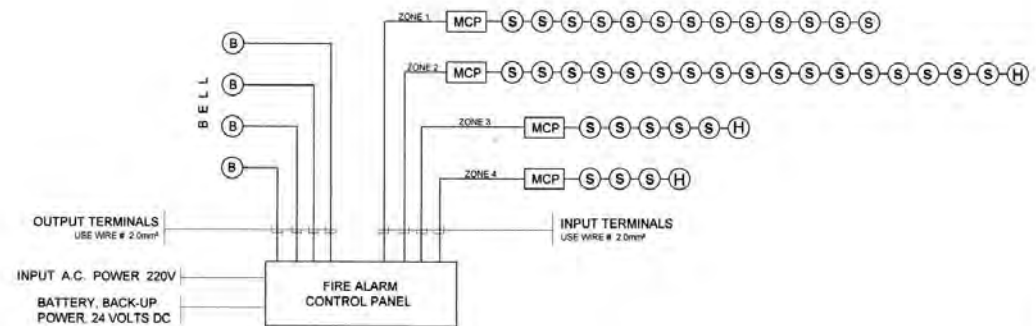 ZONE 1 MCP S S S S S S S S S S S S S
B
ZONE 2 MCP S S S S S S S S S S S S S S S S S H
B
BELL
ZONE 3 MCP S S S S S H
B
ZONE 4 MCP S S S H
B
OUTPUT TERMINALS
USE WIRE # 2.0mm²
INPUT TERMINALS
USE WIRE # 2.0mm²
INPUT A.C. POWER 220V
FIRE ALARM
CONTROL PANEL
BATTERY, BACK-UP
POWER, 24 VOLTS DC